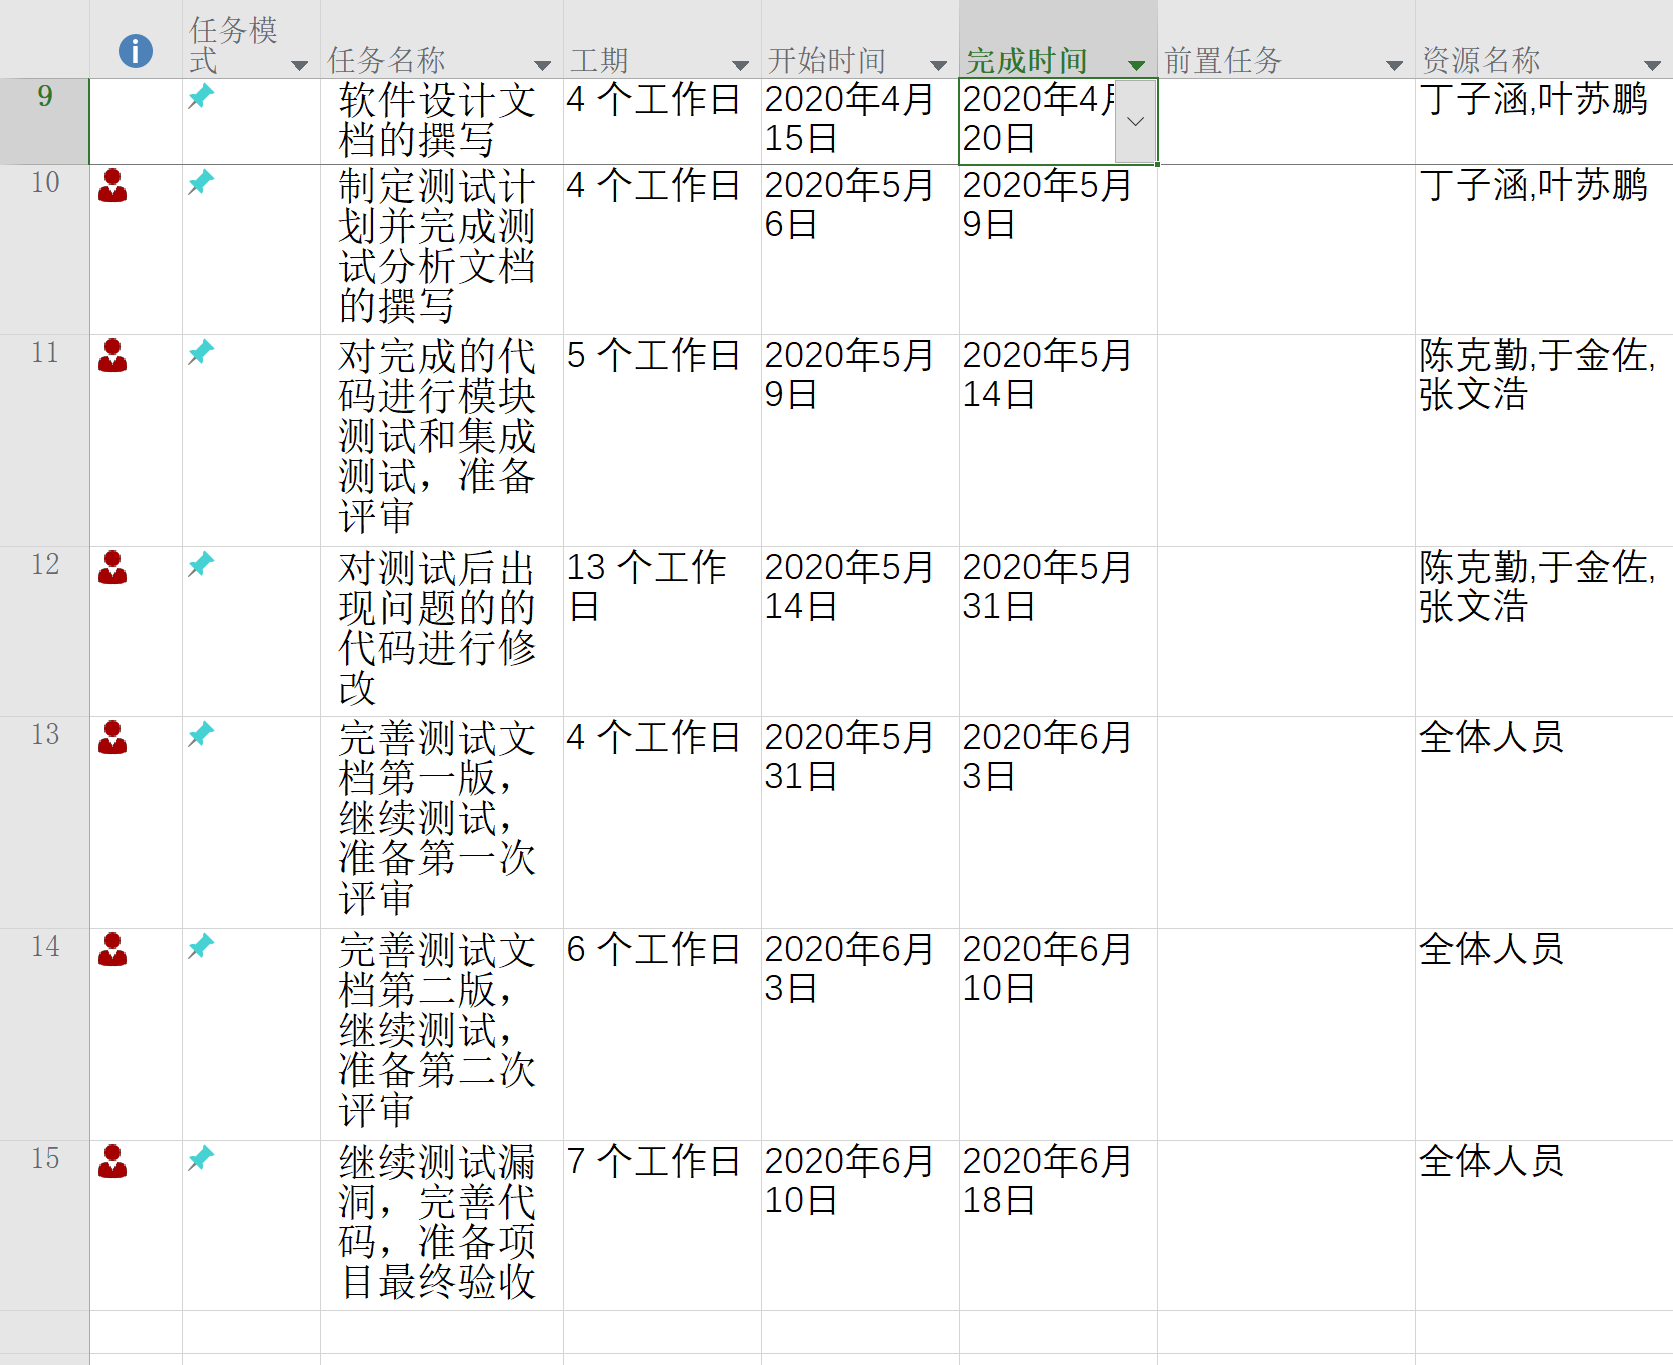 任务模式 任务名称 工期 开始时间 完成时间 前置任务 资源名称
9 软件设计文 4 个工作日 2020年4月 2020年4月 丁子涵,叶苏鹏
档的撰写 15日 20日
10 制定测试计 4 个工作日 2020年5月 2020年5月 丁子涵,叶苏鹏
划并完成测 6日 9日
试分析文档
的撰写
11 对完成的代 5 个工作日 2020年5月 2020年5月 陈克勤,于金佐,
码进行模块 9日 14日 张文浩
测试和集成
测试，准备
评审
12 对测试后出 13 个工作 2020年5月 2020年5月 陈克勤,于金佐,
现问题的的 日 14日 31日 张文浩
代码进行修
改
13 完善测试文 4 个工作日 2020年5月 2020年6月 全体人员
档第一版， 31日 3日
继续测试，
准备第一次
评审
14 完善测试文 6 个工作日 2020年6月 2020年6月 全体人员
档第二版， 3日 10日
继续测试，
准备第二次
评审
15 继续测试漏 7 个工作日 2020年6月 2020年6月 全体人员
洞，完善代 10日 18日
码，准备项
目最终验收